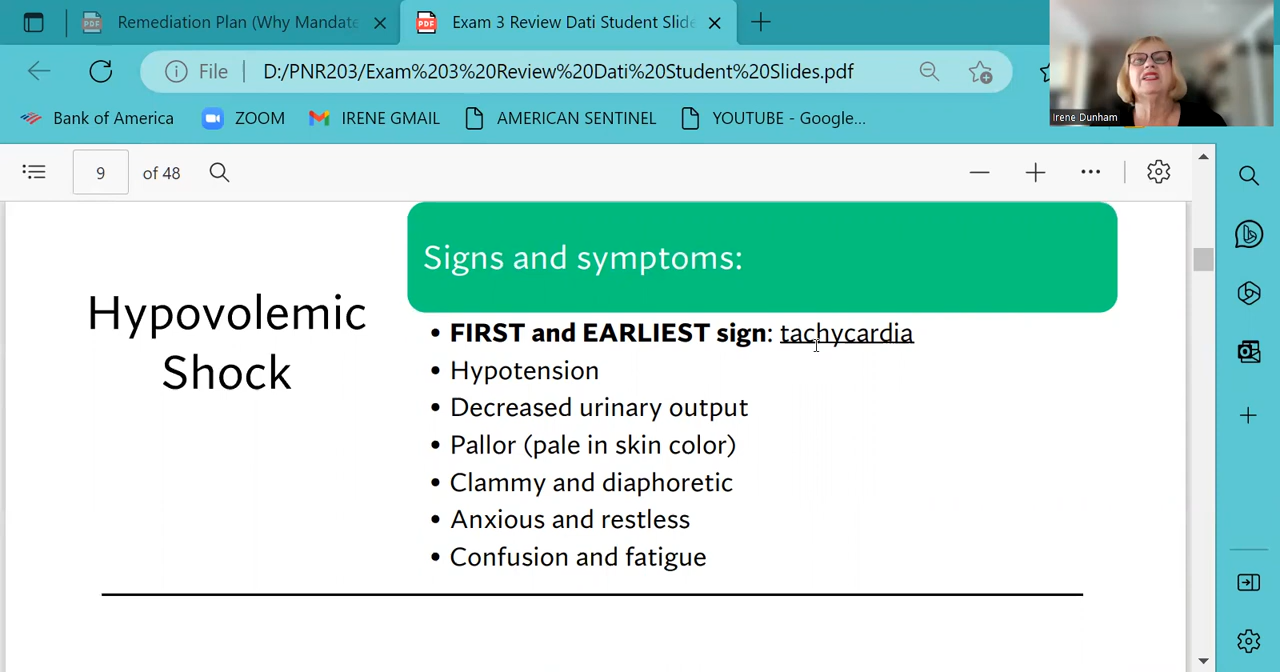 Remediation Plan (Why Mandate
Exam 3 Review Dati Student Slide
File
D:/PNR203/Exam%203%20Review%20Dati%20Student%20Slides.pdf
Irene Dunham
Bank of America
ZOOM
IRENE GMAIL
AMERICAN SENTINEL
YOUTUBE - Google...
9 of 48
Signs and symptoms:
Hypovolemic
Shock
• FIRST and EARLIEST sign: tachycardia
• Hypotension
• Decreased urinary output
• Pallor (pale in skin color)
• Clammy and diaphoretic
• Anxious and restless
• Confusion and fatigue